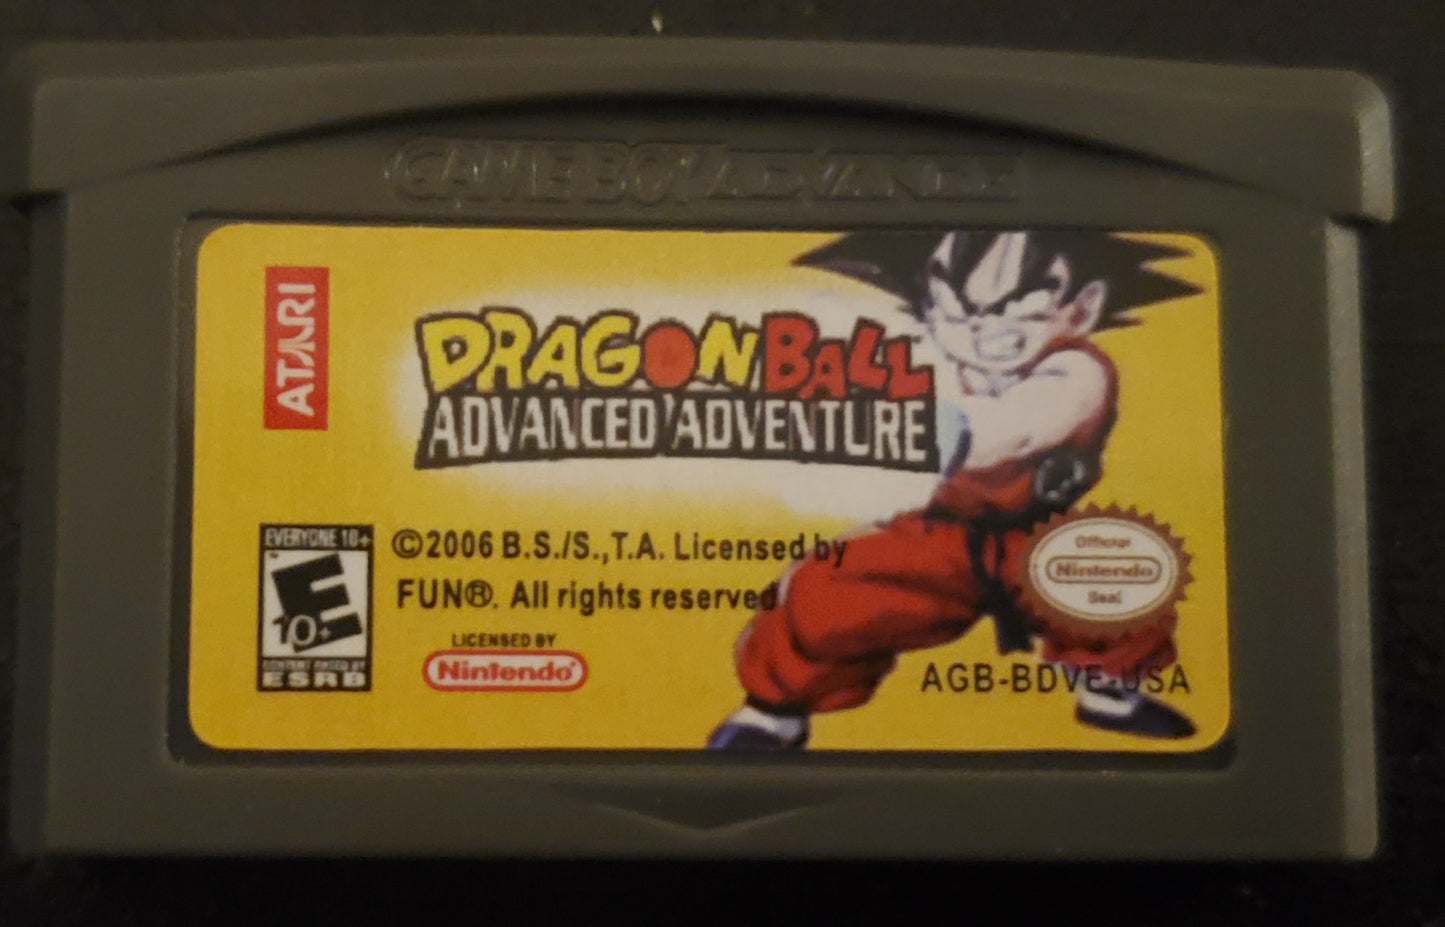 GAME BOY ADVANCE
ATARI
DRAGON BALL
ADVANCED ADVENTURE
EVERYONE 10+
E
10+
CONTENT RATED BY
ESRB
©2006 B.S./S.,T.A. Licensed by
FUN®. All rights reserved
LICENSED BY
Nintendo®
Official
Nintendo
Seal
AGB-BDVE-USA